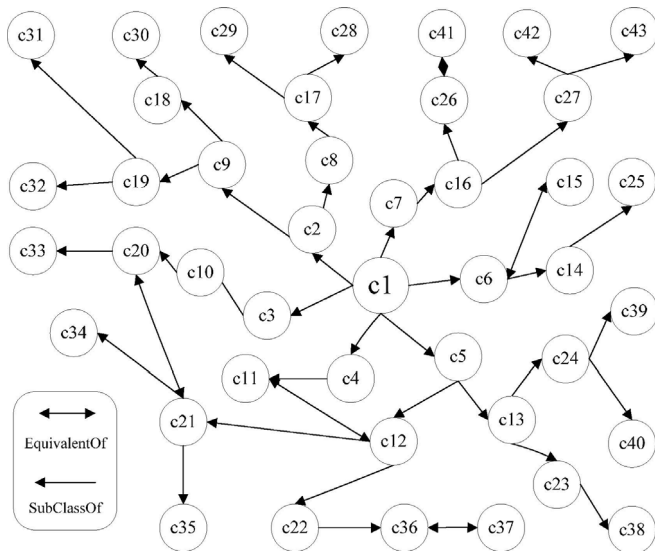 c31
c30
c29
c28
c41
c42
c43
c18
c17
c26
c27
c32
c19
c9
c8
c16
c15
c25
c7
c2
c33
c20
c10
c1
c6
c14
c3
c39
c34
c5
c24
c11
c4
c21
c12
c13
c40
EquivalentOf
SubClassOf
c23
c35
c22
c36
c37
c38